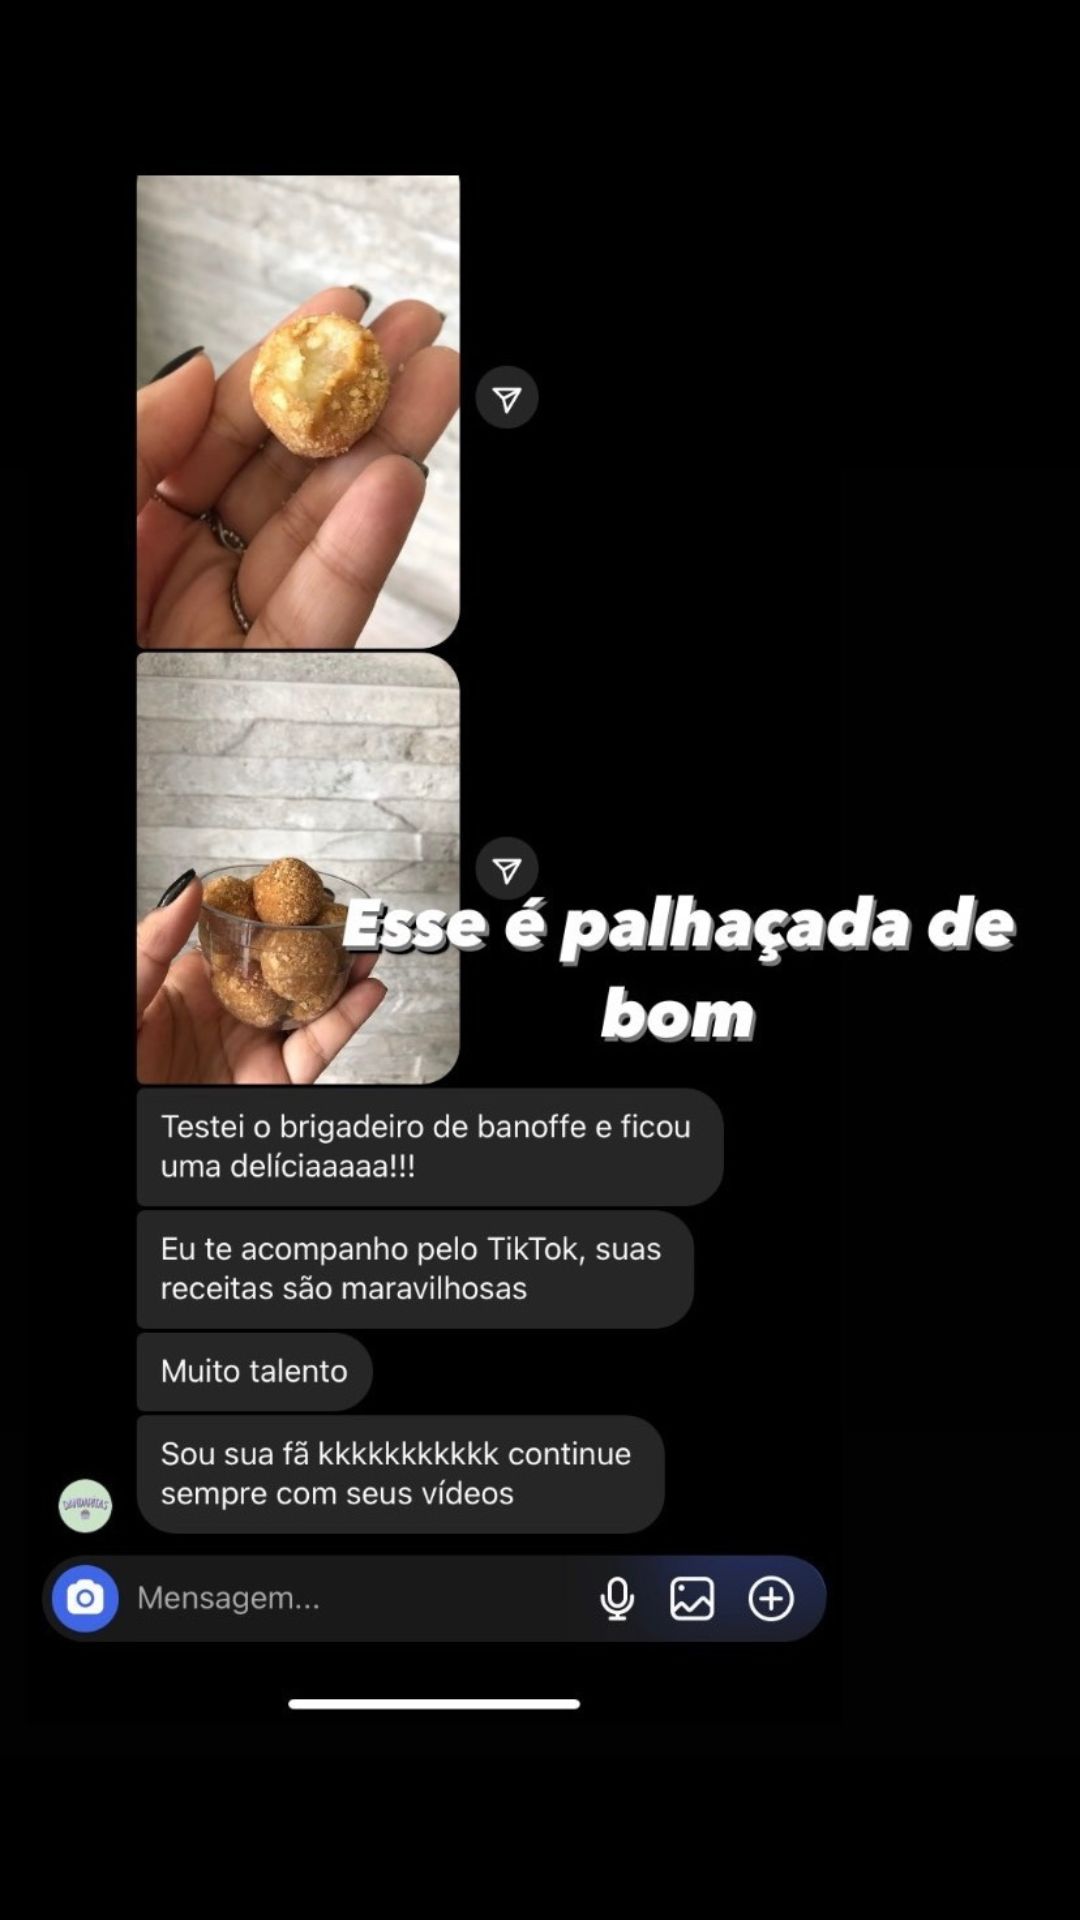 Esse é palhaçada de
bom
Testei o brigadeiro de banoffe e ficou
uma delíciaaaaa!!!
Eu te acompanho pelo TikTok, suas
receitas são maravilhosas
Muito talento
Sou sua fã kkkkkkkkkkk continue
sempre com seus vídeos
Mensagem...